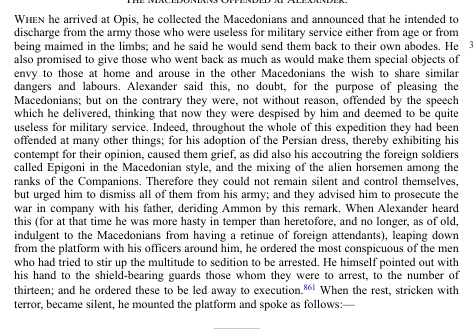 THE MACEDONIANS OFFENDED AT ALEXANDER.
WHEN he arrived at Opis, he collected the Macedonians and announced that he intended to
discharge from the army those who were useless for military service either from age or from
being maimed in the limbs; and he said he would send them back to their own abodes. He
also promised to give those who went back as much as would make them special objects of
envy to those at home and arouse in the other Macedonians the wish to share similar
dangers and labours. Alexander said this, no doubt, for the purpose of pleasing the
Macedonians; but on the contrary they were, not without reason, offended by the speech
which he delivered, thinking that now they were despised by him and deemed to be quite
useless for military service. Indeed, throughout the whole of this expedition they had been
offended at many other things; for his adoption of the Persian dress, thereby exhibiting his
contempt for their opinion, caused them grief, as did also his accoutring the foreign soldiers
called Epigoni in the Macedonian style, and the mixing of the alien horsemen among the
ranks of the Companions. Therefore they could not remain silent and control themselves,
but urged him to dismiss all of them from his army; and they advised him to prosecute the
war in company with his father, deriding Ammon by this remark. When Alexander heard
this (for at that time he was more hasty in temper than heretofore, and no longer, as of old,
indulgent to the Macedonians from having a retinue of foreign attendants), leaping down
from the platform with his officers around him, he ordered the most conspicuous of the men
who had tried to stir up the multitude to sedition to be arrested. He himself pointed out with
his hand to the shield-bearing guards those whom they were to arrest, to the number of
thirteen; and he ordered these to be led away to execution.861 When the rest, stricken with
terror, became silent, he mounted the platform and spoke as follows:—
3